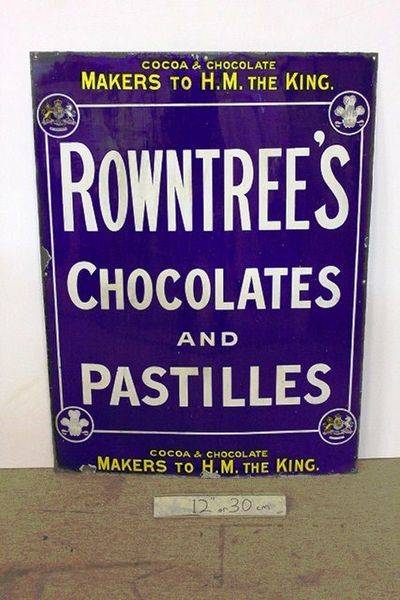 COCOA & CHOCOLATE
MAKERS TO H.M. THE KING.
ROWNTREE'S
CHOCOLATES
AND
PASTILLES
COCOA & CHOCOLATE
MAKERS TO H.M. THE KING.
12" or 30 cms